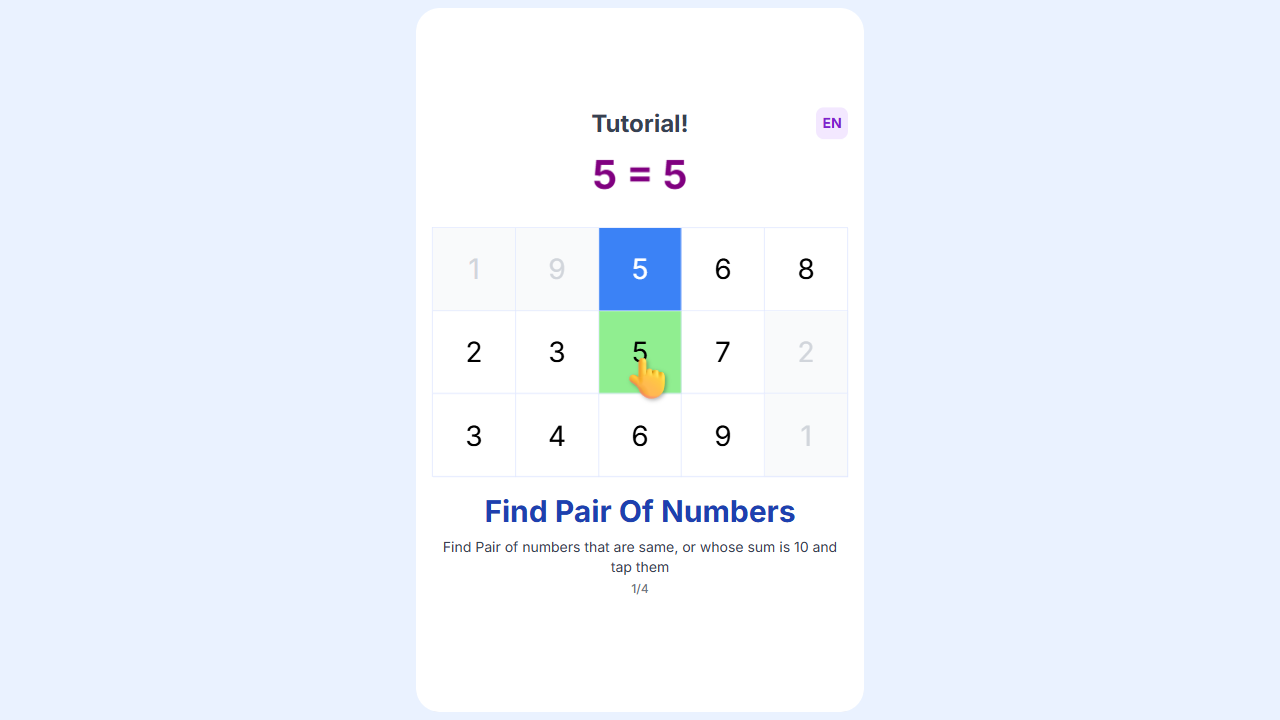 Tutorial!
EN
5 = 5
1 9 5 6 8
2 3 5 7 2
3 4 6 9 1
Find Pair Of Numbers
Find Pair of numbers that are same, or whose sum is 10 and
tap them
1/4